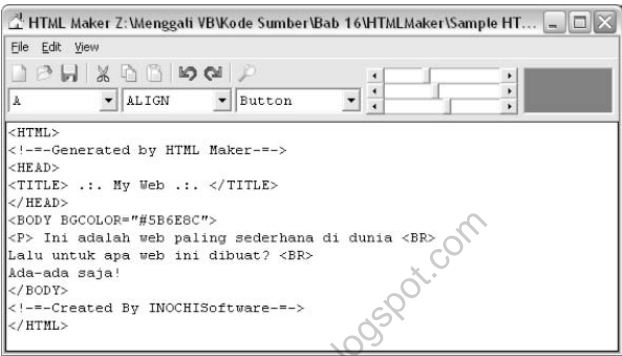 HTML Maker Z:\Menggali VB\Kode Sumber\Bab 16\HTMLMaker\Sample HT...
File Edit View
A ALIGN Button
<HTML>
<!-=-Generated by HTML Maker-=->
<HEAD>
<TITLE> .:. My Web .:. </TITLE>
</HEAD>
<BODY BGCOLOR="#5B6E8C">
<P> Ini adalah web paling sederhana di dunia <BR>
Lalu untuk apa web ini dibuat? <BR>
Ada-ada saja!
</BODY>
<!-=-Created By INOCHISoftware-=->
</HTML>
ogspot.com